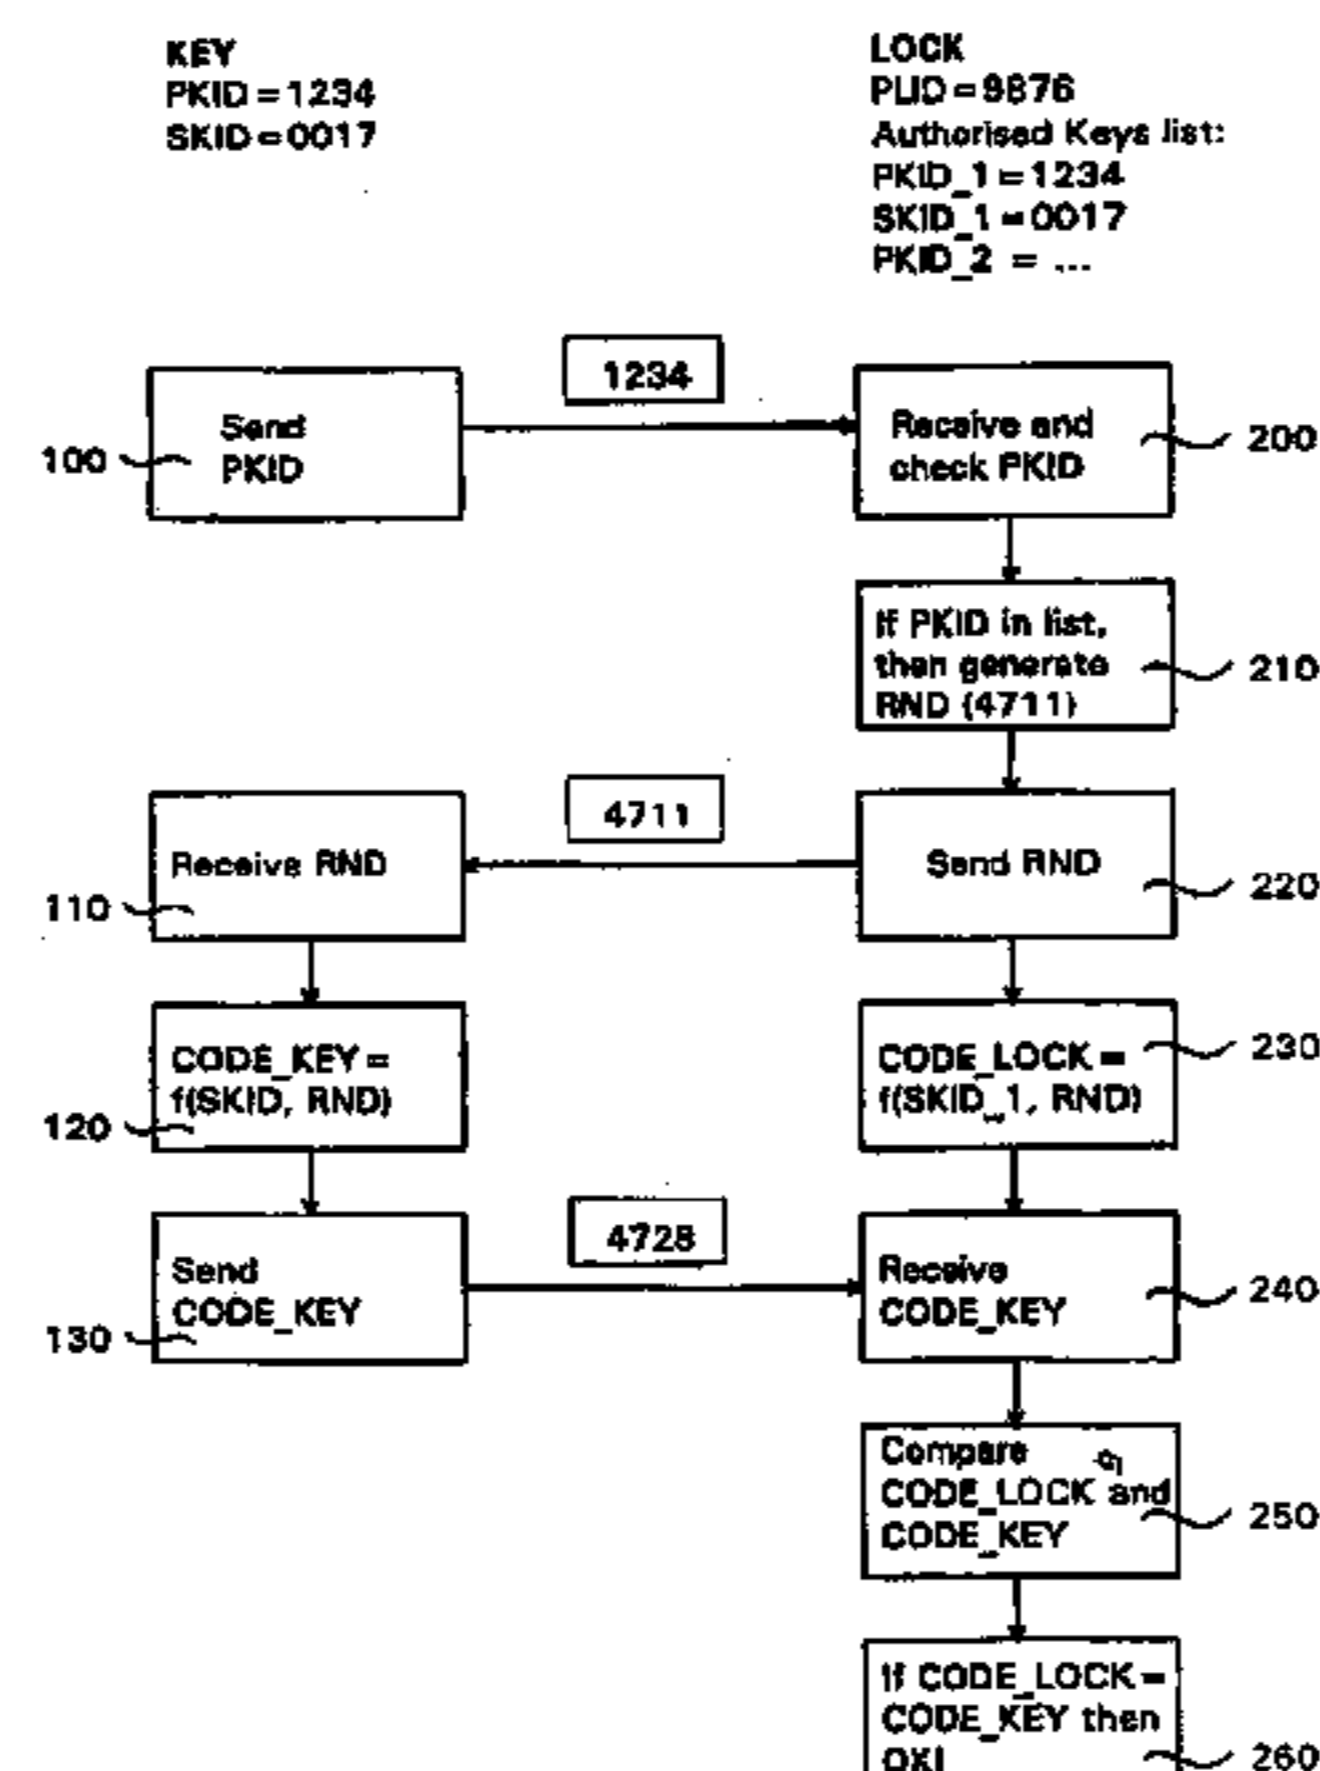 KEY
PKID = 1234
SKID = 0017
LOCK
PLID = 9876
Authorised Keys list:
PKID_1 = 1234
SKID_1 = 0017
PKID_2 = ...
1234
Send
PKID
100
Receive and
check PKID
200
If PKID in list,
then generate
RND (4711)
210
4711
Receive RND
110
Send RND
220
CODE_KEY =
f(SKID, RND)
120
CODE_LOCK =
f(SKID_1, RND)
230
4728
Send
CODE_KEY
130
Receive
CODE_KEY
240
Compare
CODE_LOCK and
CODE_KEY
250
If CODE_LOCK =
CODE_KEY then
OK!
260